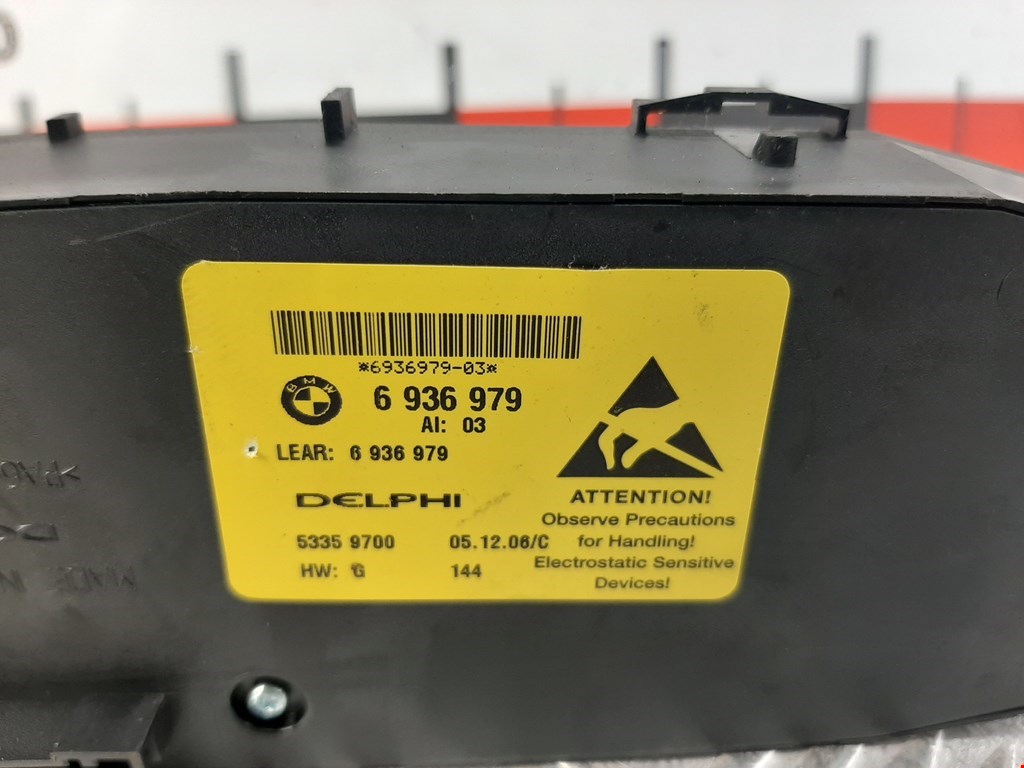 *6936979-03*
BMW
6 936 979
AI: 03
LEAR: 6 936 979
DELPHI
5335 9700 05.12.06/C
HW: G 144
ATTENTION!
Observe Precautions
for Handling!
Electrostatic Sensitive
Devices!